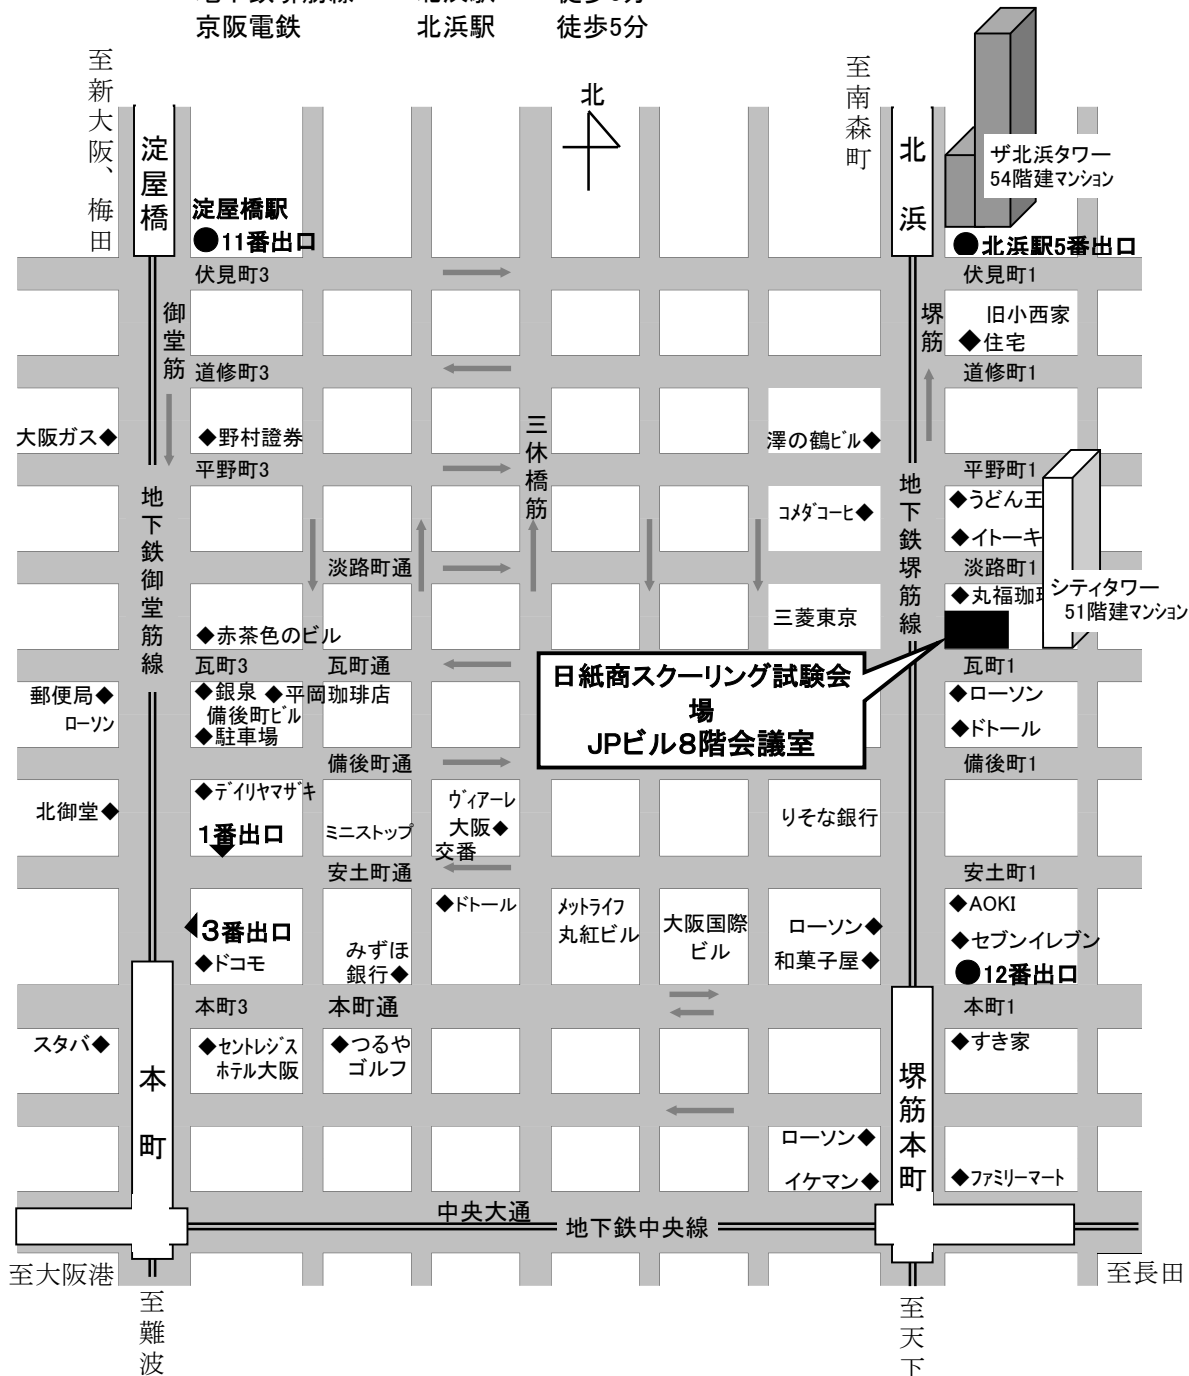 京阪電鉄 北浜駅 徒歩5分
至新大阪、梅田
北
至南森町
淀屋橋
北浜
ザ北浜タワー
54階建マンション
淀屋橋駅
●11番出口
●北浜駅5番出口
伏見町3
伏見町1
御堂筋
堺筋
旧小西家
◆住宅
道修町3
道修町1
大阪ガス◆
◆野村證券
三休橋筋
澤の鶴ビル◆
平野町3
平野町1
地下鉄御堂筋線
地下鉄堺筋線
コメダコーヒ◆
◆うどん王
◆イトーキ
淡路町通
淡路町1
◆丸福珈
シティタワー
51階建マンション
◆赤茶色のビル
三菱東京
瓦町3
瓦町通
瓦町1
日紙商スクーリング試験会
場
JPビル8階会議室
郵便局◆
ローソン
◆銀泉
備後町ビル
◆平岡珈琲店
◆駐車場
◆ローソン
◆ドトール
備後町通
備後町1
北御堂◆
◆デイリヤマザキ
1番出口
ミニストップ
ヴィアーレ
大阪◆
交番
りそな銀行
安土町通
安土町1
3番出口
◆ドコモ
みずほ
銀行◆
◆ドトール
メットライフ
丸紅ビル
大阪国際
ビル
ローソン◆
和菓子屋◆
◆AOKI
◆セブンイレブン
●12番出口
本町3
本町通
本町1
スタバ◆
◆セントレジス
ホテル大阪
◆つるや
ゴルフ
◆すき家
本町
堺筋本町
ローソン◆
イケマン◆
◆ファミリーマート
中央大通
地下鉄中央線
至大阪港
至長田
至難波
至天下